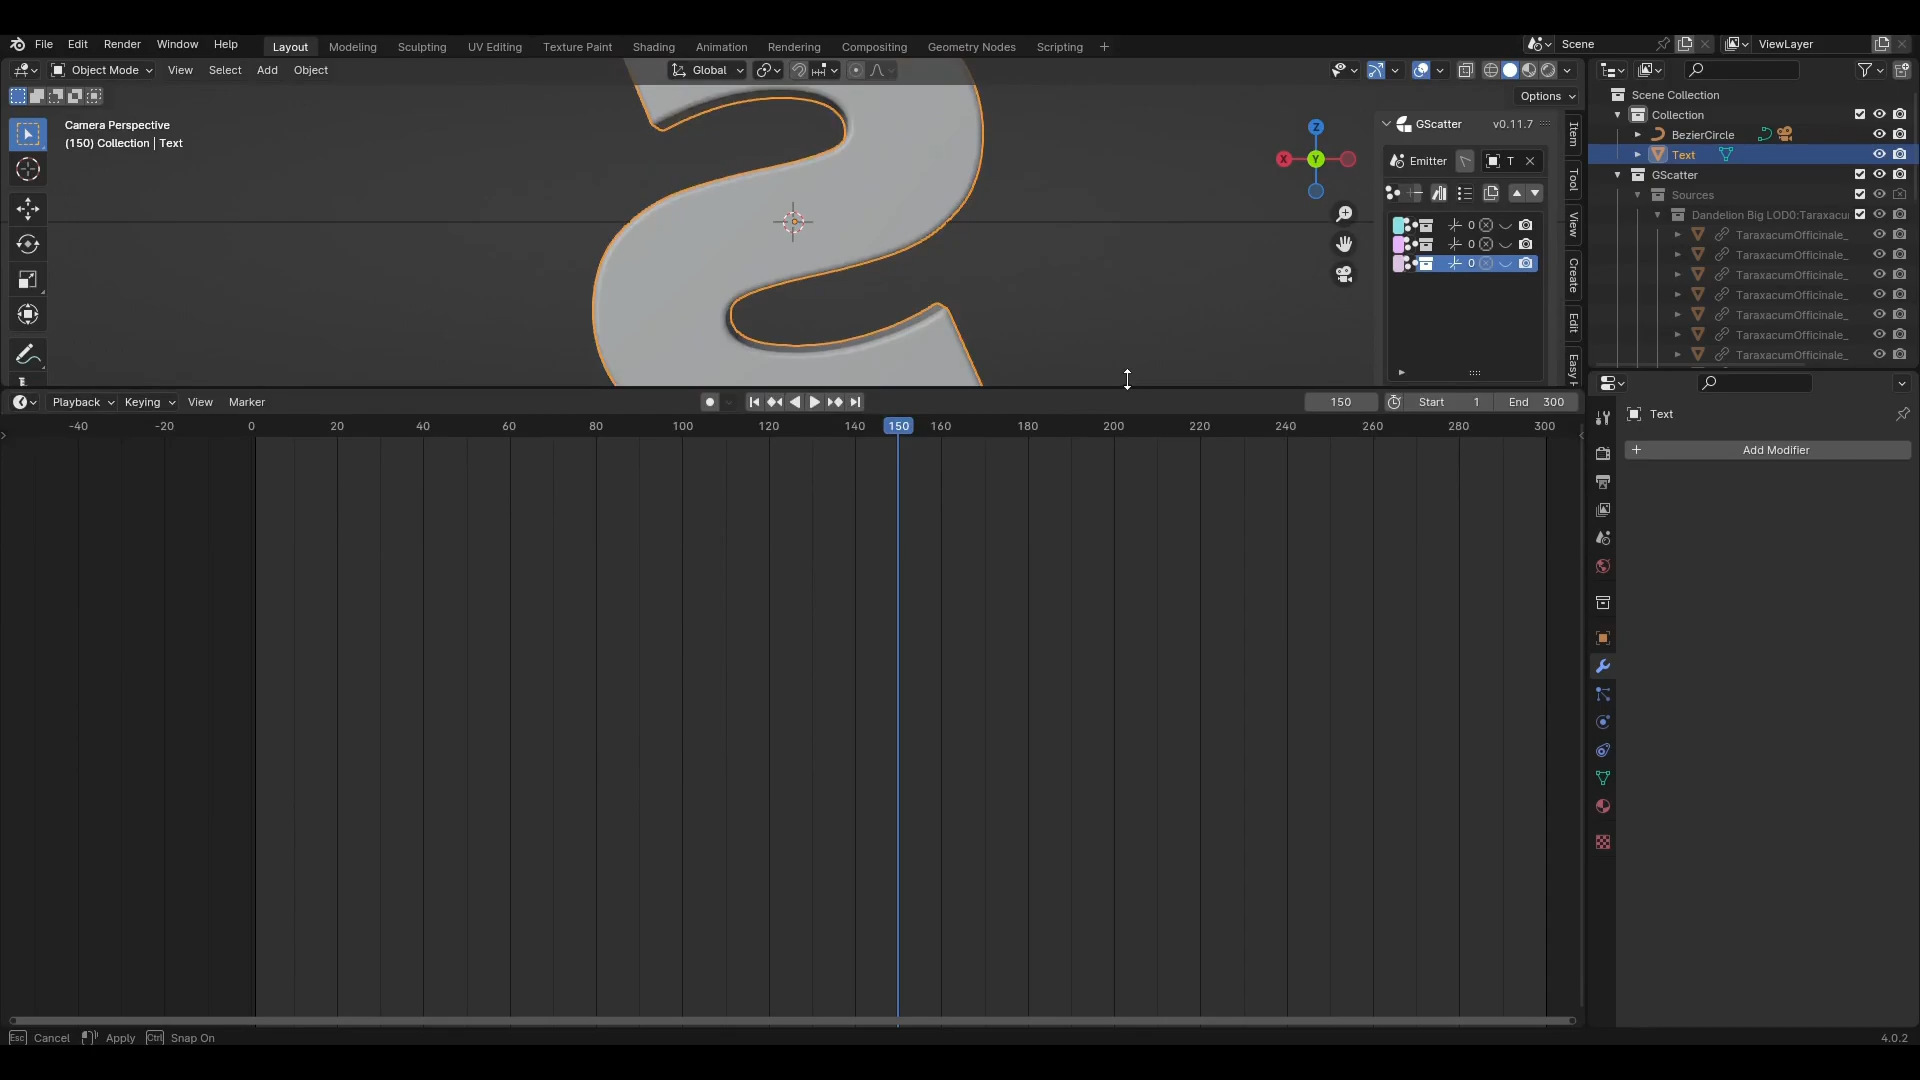 File Edit Render Window Help Layout Modeling Sculpting UV Editing Texture Paint Shading Animation Rendering Compositing Geometry Nodes Scripting + Scene ViewLayer
Object Mode View Select Add Object Global
Options
Camera Perspective
(150) Collection | Text
Z
X
Y
GScatter v0.11.7
Emitter T
0
0
0
Item
Tool
View
Create
Edit
Scene Collection
Collection
BezierCircle
Text
GScatter
Sources
Dandelion Big LOD0:Taraxacu
TaraxacumOfficinale_
TaraxacumOfficinale_
TaraxacumOfficinale_
TaraxacumOfficinale_
TaraxacumOfficinale_
TaraxacumOfficinale_
TaraxacumOfficinale_
Playback Keying View Marker 150 Start 1 End 300
-40 -20 0 20 40 60 80 100 120 140 150 160 180 200 220 240 260 280 300
Text
+ Add Modifier
Esc Cancel Apply Ctrl Snap On 4.0.2